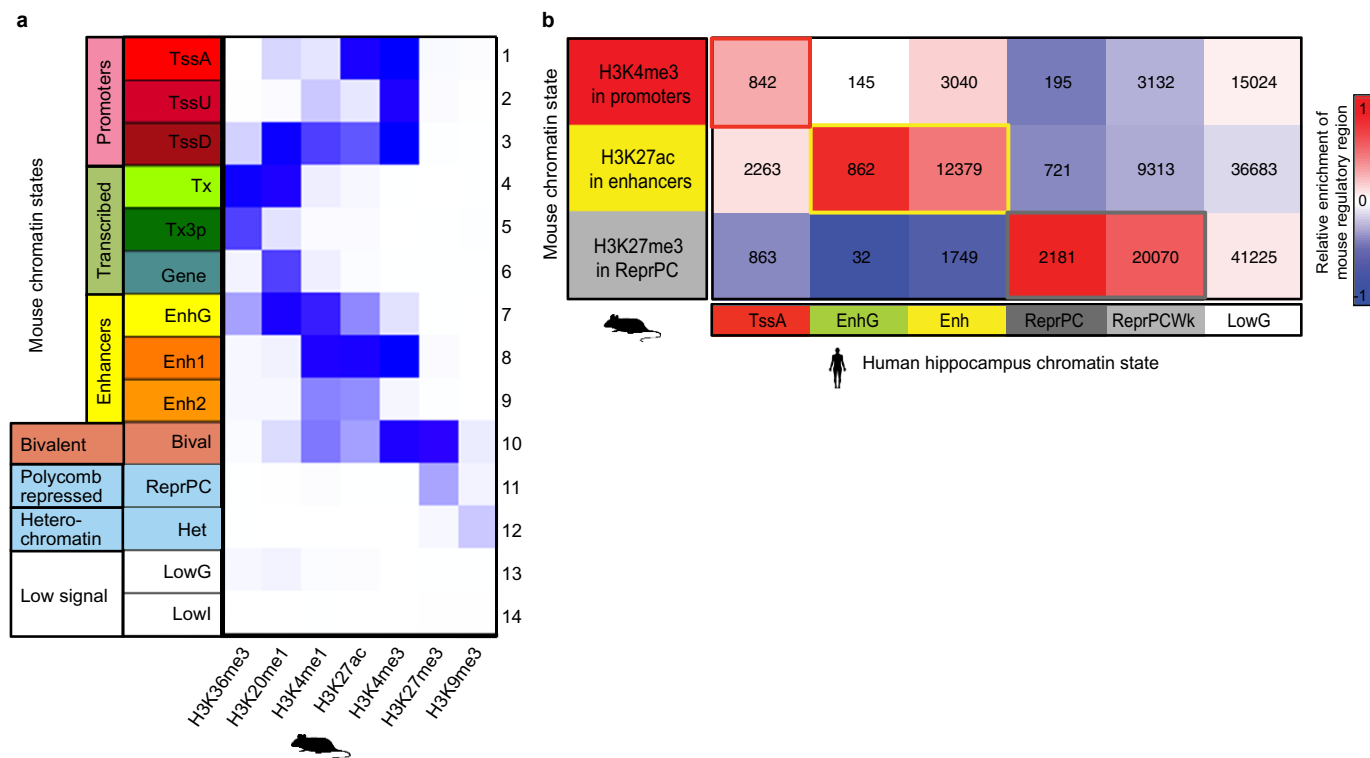 a
Mouse chromatin states
Promoters
TssA
1
TssU
2
TssD
3
Transcribed
Tx
4
Tx3p
5
Gene
6
Enhancers
EnhG
7
Enh1
8
Enh2
9
Bivalent
Bival
10
Polycomb
repressed
ReprPC
11
Hetero-
chromatin
Het
12
Low signal
LowG
13
LowI
14
H3K36me3
H3K20me1
H3K4me1
H3K27ac
H3K4me3
H3K27me3
H3K9me3
b
Mouse chromatin state
H3K4me3
in promoters
842 145 3040 195 3132 15024
H3K27ac
in enhancers
2263 862 12379 721 9313 36683
H3K27me3
in ReprPC
863 32 1749 2181 20070 41225
TssA EnhG Enh ReprPC ReprPCWk LowG
Human hippocampus chromatin state
Relative enrichment of
mouse regulatory region
1
0
-1